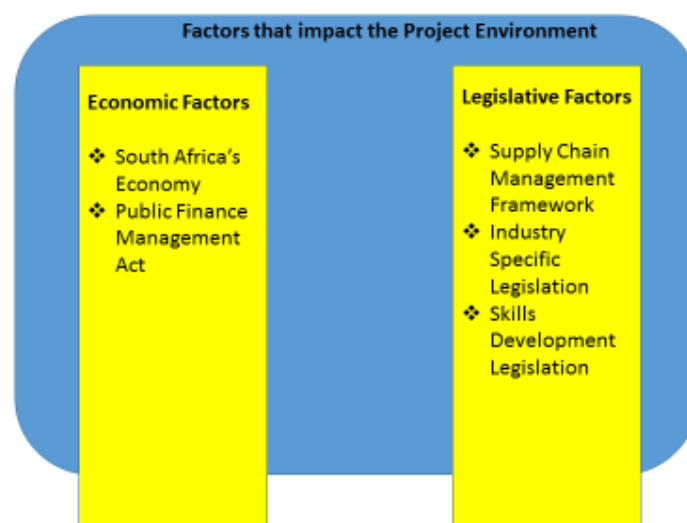 Factors that impact the Project Environment
Economic Factors
❖ South Africa's
Economy
❖ Public Finance
Management
Act
Legislative Factors
❖ Supply Chain
Management
Framework
❖ Industry
Specific
Legislation
❖ Skills
Development
Legislation